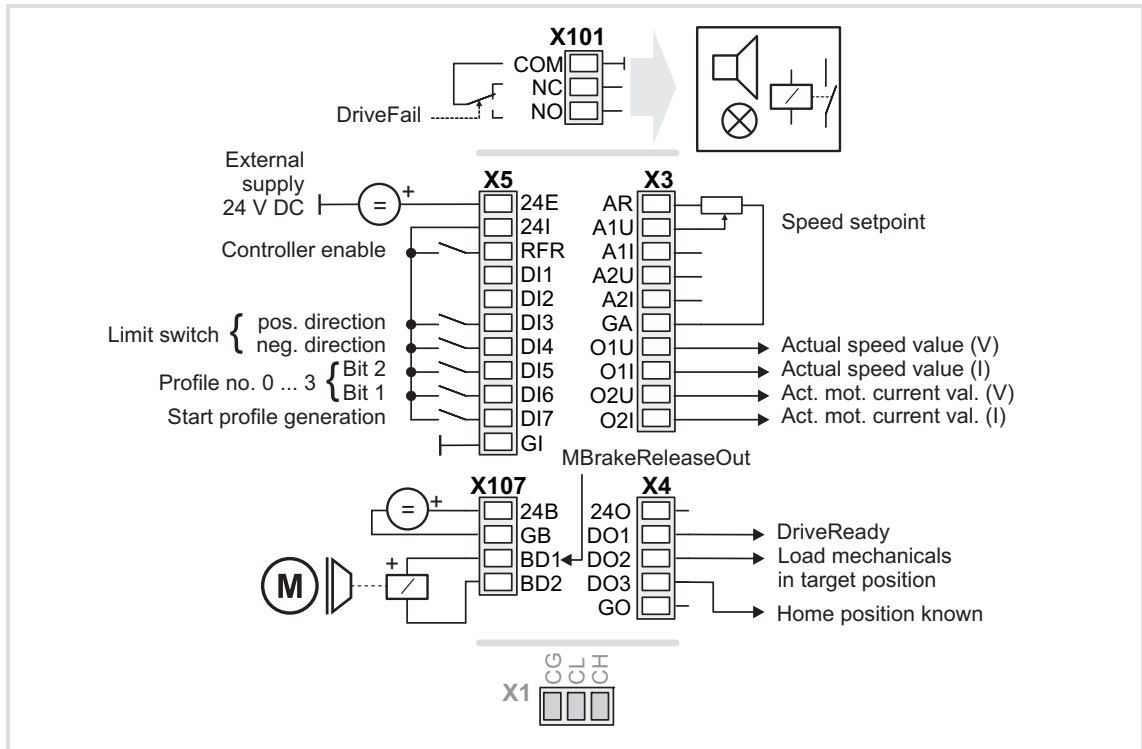 X101
COM
NC
NO
DriveFail
External
supply
24 V DC
=
+
X5
24E
24I
Controller enable
RFR
DI1
DI2
Limit switch {
pos. direction
DI3
neg. direction
DI4
Profile no. 0 ... 3 {
Bit 2
DI5
Bit 1
DI6
Start profile generation
DI7
GI
X3
AR
A1U
Speed setpoint
A1I
A2U
A2I
GA
O1U
Actual speed value (V)
O1I
Actual speed value (I)
O2U
Act. mot. current val. (V)
O2I
Act. mot. current val. (I)
MBrakeReleaseOut
X107
=
+
24B
GB
BD1
BD2
+
M
X4
24O
DO1
DriveReady
DO2
Load mechanicals
in target position
DO3
Home position known
GO
X1
CG
CL
CH